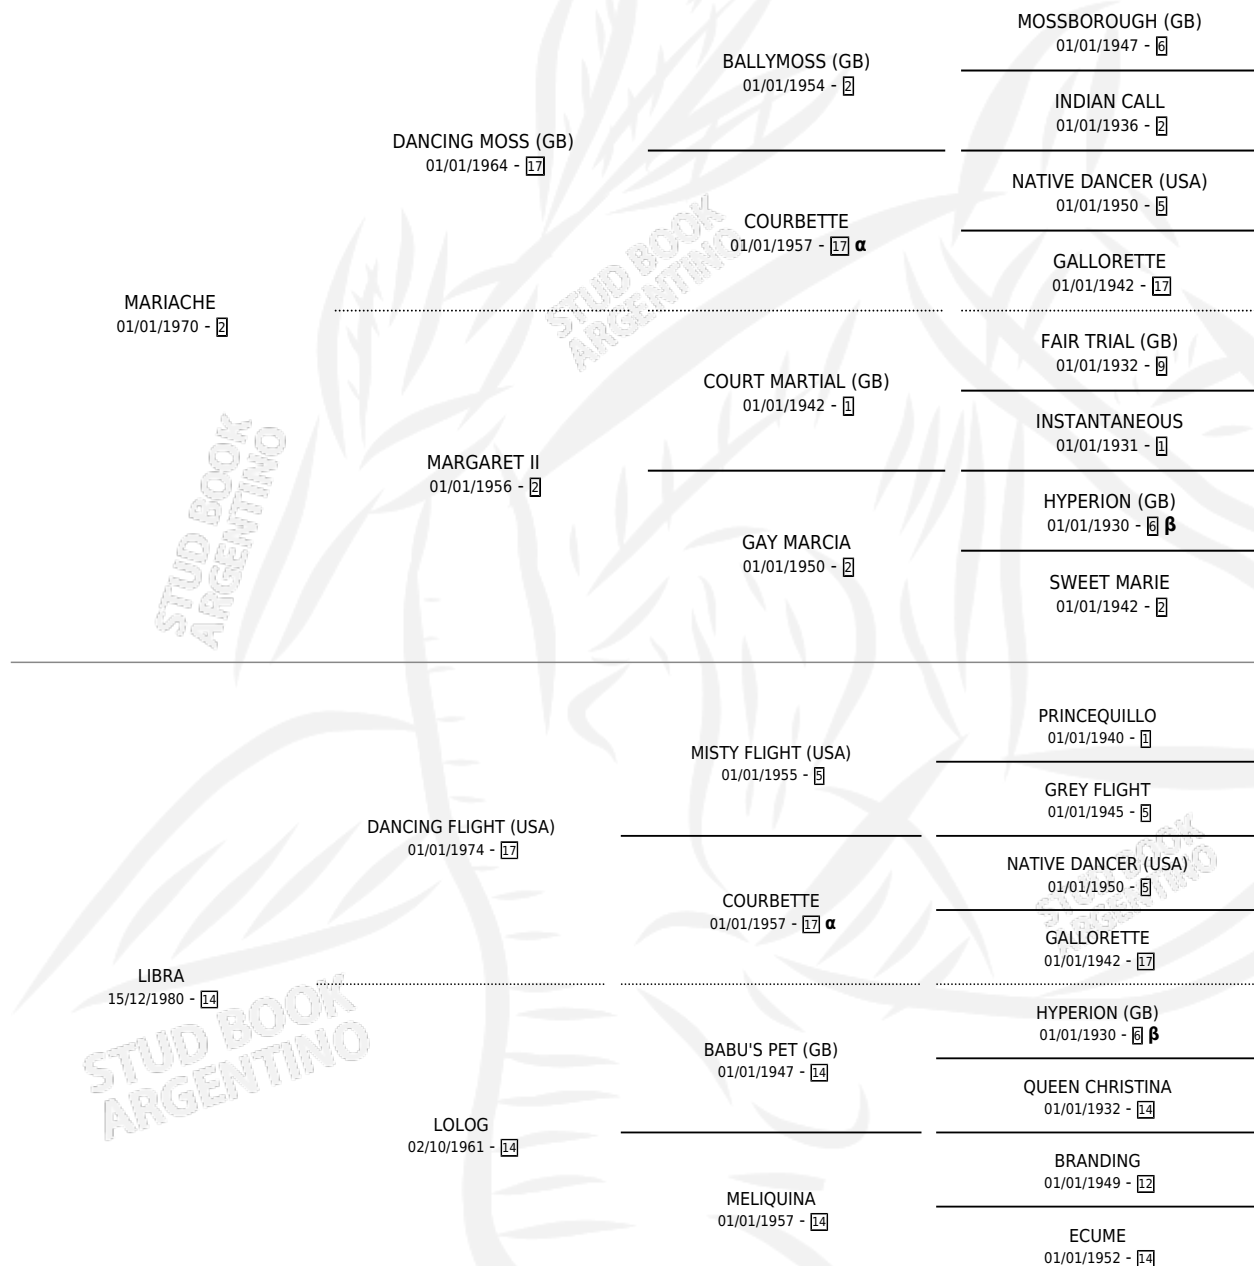 MOSSBOROUGH (GB)
01/01/1947 - 6
BALLYMOSS (GB)
01/01/1954 - 2
INDIAN CALL
01/01/1936 - 2
DANCING MOSS (GB)
01/01/1964 - 17
NATIVE DANCER (USA)
01/01/1950 - 5
COURBETTE
01/01/1957 - 17 α
GALLORETTE
01/01/1942 - 17
MARIACHE
01/01/1970 - 2
FAIR TRIAL (GB)
01/01/1932 - 9
COURT MARTIAL (GB)
01/01/1942 - 1
INSTANTANEOUS
01/01/1931 - 1
MARGARET II
01/01/1956 - 2
HYPERION (GB)
01/01/1930 - 6 β
GAY MARCIA
01/01/1950 - 2
SWEET MARIE
01/01/1942 - 2
PRINCEQUILLO
01/01/1940 - 1
MISTY FLIGHT (USA)
01/01/1955 - 5
GREY FLIGHT
01/01/1945 - 5
DANCING FLIGHT (USA)
01/01/1974 - 17
NATIVE DANCER (USA)
01/01/1950 - 5
COURBETTE
01/01/1957 - 17 α
GALLORETTE
01/01/1942 - 17
LIBRA
15/12/1980 - 14
HYPERION (GB)
01/01/1930 - 6 β
BABU'S PET (GB)
01/01/1947 - 14
QUEEN CHRISTINA
01/01/1932 - 14
LOLOG
02/10/1961 - 14
BRANDING
01/01/1949 - 12
MELIQUINA
01/01/1957 - 14
ECUME
01/01/1952 - 14
STUD BOOK
ARGENTINO
STUD BOOK
ARGENTINO
STUD BOOK
ARGENTINO
STUD BOOK
ARGENTINO